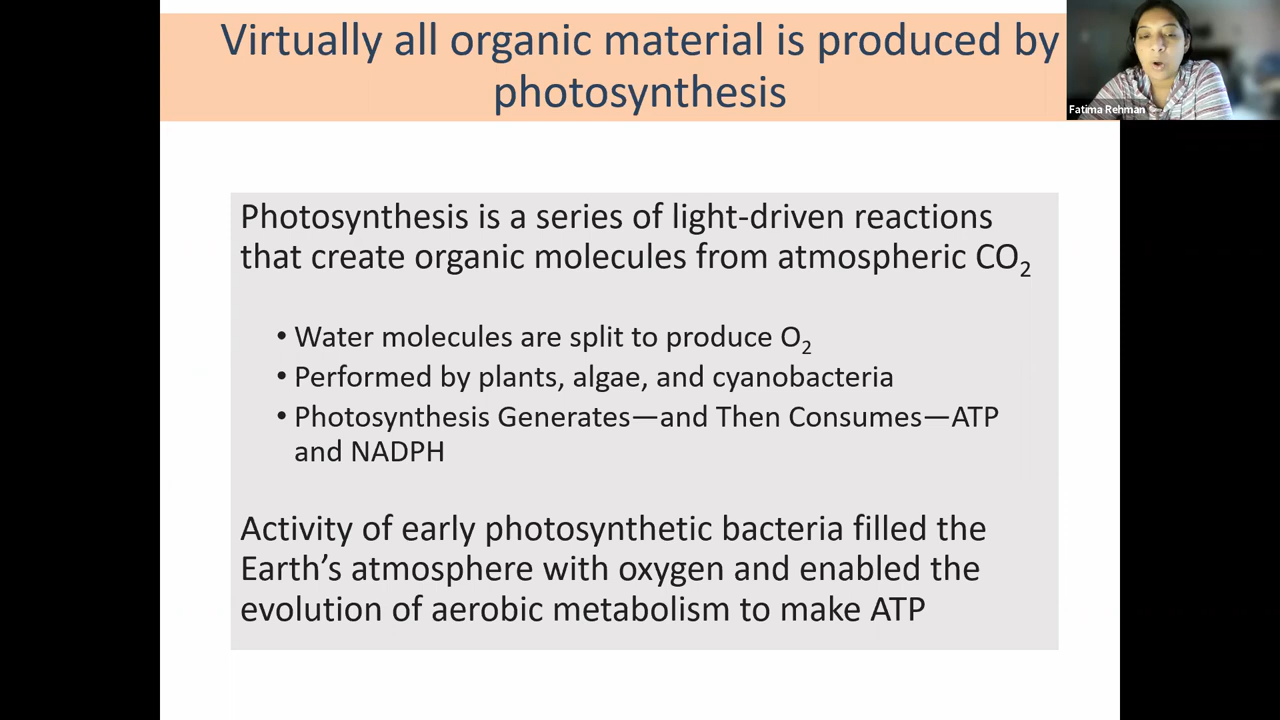 Virtually all organic material is produced by
photosynthesis
Fatima Rehman
Photosynthesis is a series of light-driven reactions
that create organic molecules from atmospheric CO₂
• Water molecules are split to produce O₂
• Performed by plants, algae, and cyanobacteria
• Photosynthesis Generates—and Then Consumes—ATP
and NADPH
Activity of early photosynthetic bacteria filled the
Earth’s atmosphere with oxygen and enabled the
evolution of aerobic metabolism to make ATP